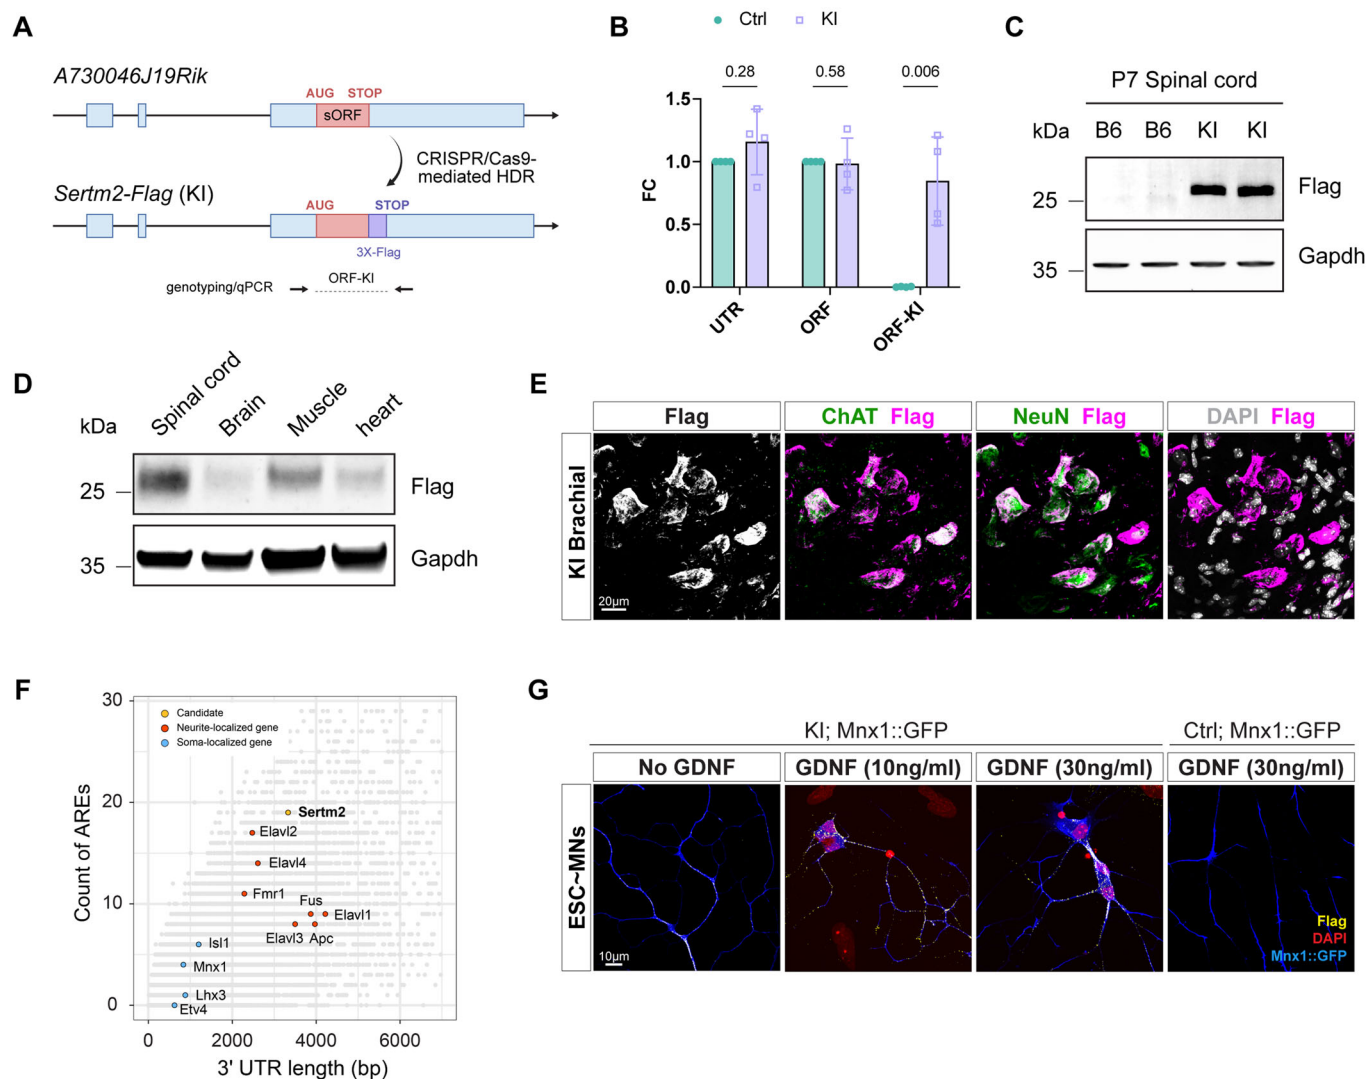 A
A730046J19Rik
AUG STOP
sORF
CRISPR/Cas9-
mediated HDR
Sertm2-Flag (KI)
AUG STOP
3X-Flag
genotyping/qPCR
ORF-KI
B
Ctrl KI
0.28 0.58 0.006
1.5
1.0
0.5
0.0
FC
UTR
ORF
ORF-KI
C
P7 Spinal cord
kDa B6 B6 KI KI
25 Flag
35 Gapdh
D
kDa Spinal cord Brain Muscle heart
25 Flag
35 Gapdh
E
Flag
ChAT Flag
NeuN Flag
DAPI Flag
KI Brachial
20μm
F
Candidate
Neurite-localized gene
Soma-localized gene
30
20
10
0
Count of AREs
Sertm2
Elavl2
Elavl4
Fmr1
Fus
Elavl1
Elavl3 Apc
Isl1
Mnx1
Lhx3
Etv4
0 2000 4000 6000
3' UTR length (bp)
G
KI; Mnx1::GFP
Ctrl; Mnx1::GFP
No GDNF
GDNF (10ng/ml)
GDNF (30ng/ml)
GDNF (30ng/ml)
ESC~MNs
10μm
Flag
DAPI
Mnx1::GFP